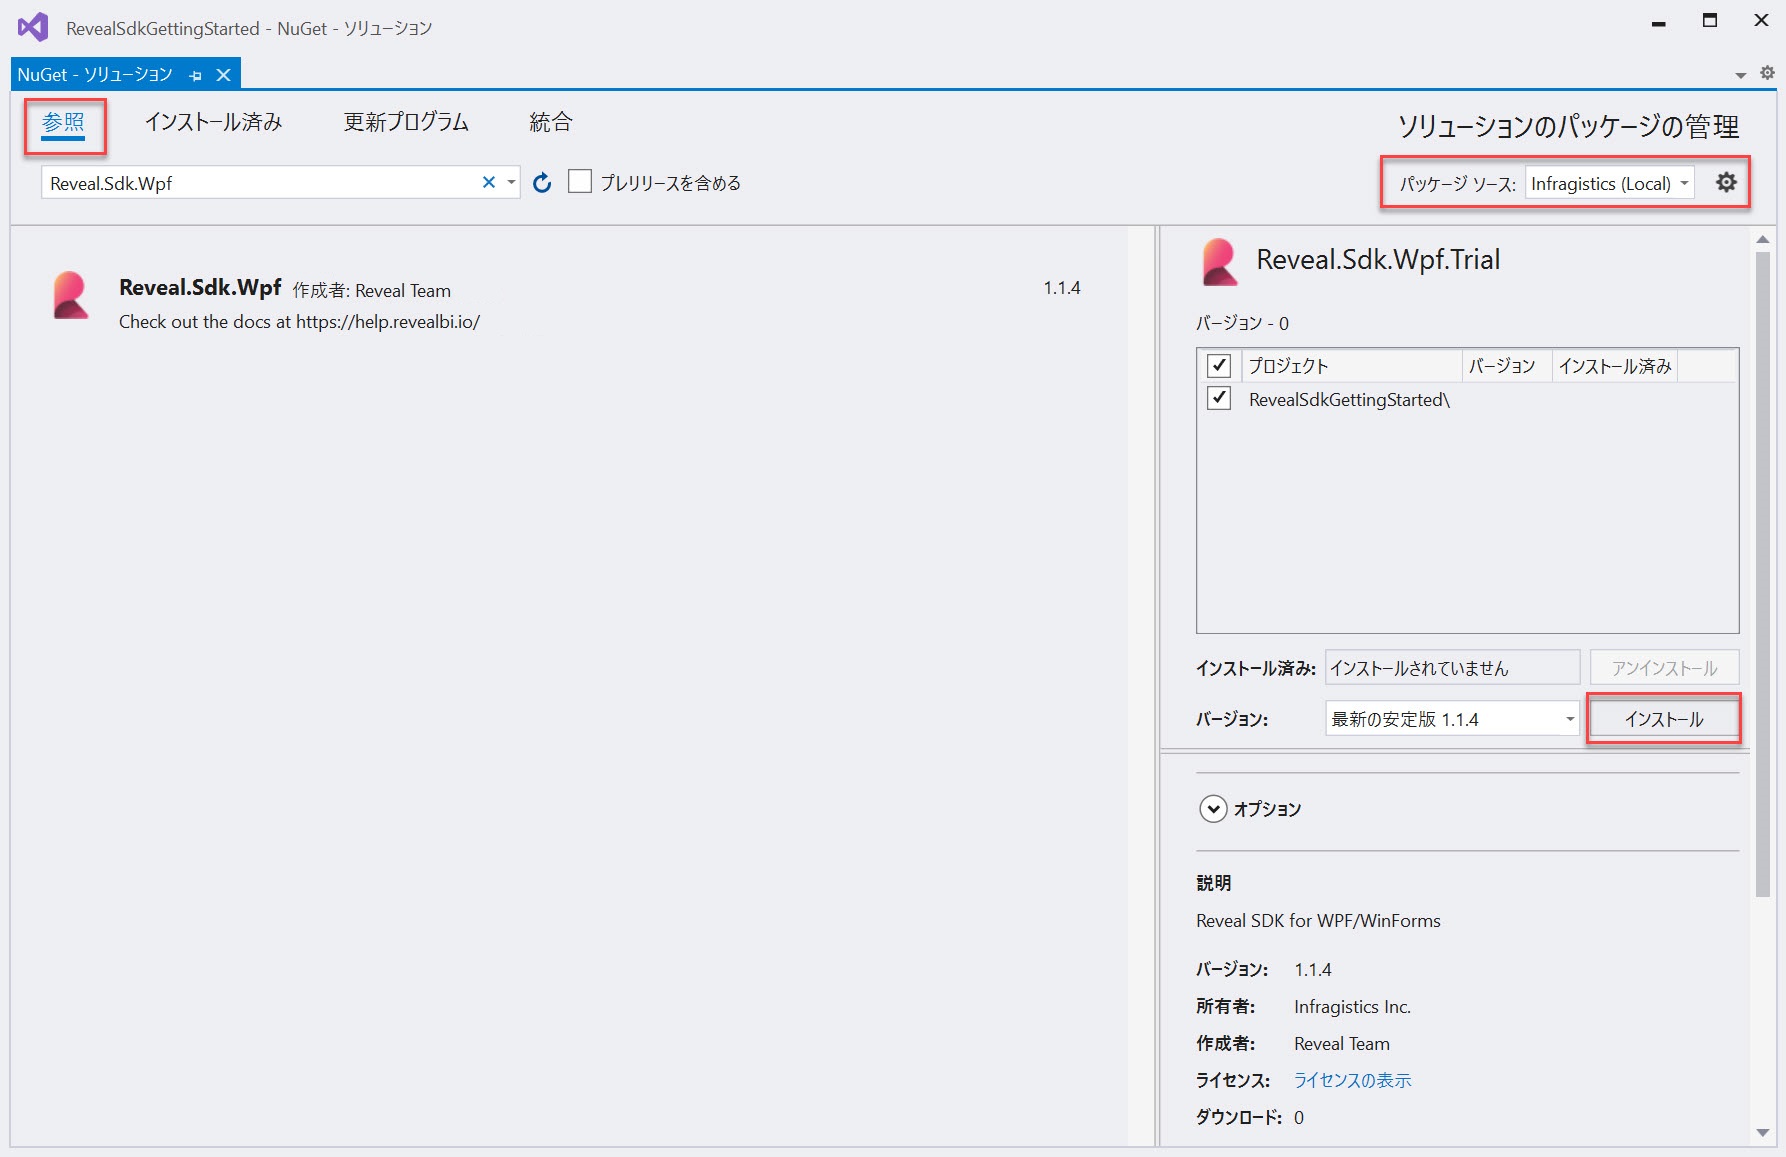 RevealSdkGettingStarted - NuGet - ソリューション
NuGet - ソリューション
参照 インストール済み 更新プログラム 統合
ソリューションのパッケージの管理
Reveal.Sdk.Wpf
プレリリースを含める
パッケージ ソース: Infragistics (Local)
Reveal.Sdk.Wpf 作成者: Reveal Team 1.1.4
Check out the docs at https://help.revealbi.io/
Reveal.Sdk.Wpf.Trial
バージョン - 0
プロジェクト バージョン インストール済み
RevealSdkGettingStarted\
インストール済み: インストールされていません アンインストール
バージョン: 最新の安定版 1.1.4 インストール
オプション
説明
Reveal SDK for WPF/WinForms
バージョン: 1.1.4
所有者: Infragistics Inc.
作成者: Reveal Team
ライセンス: ライセンスの表示
ダウンロード: 0